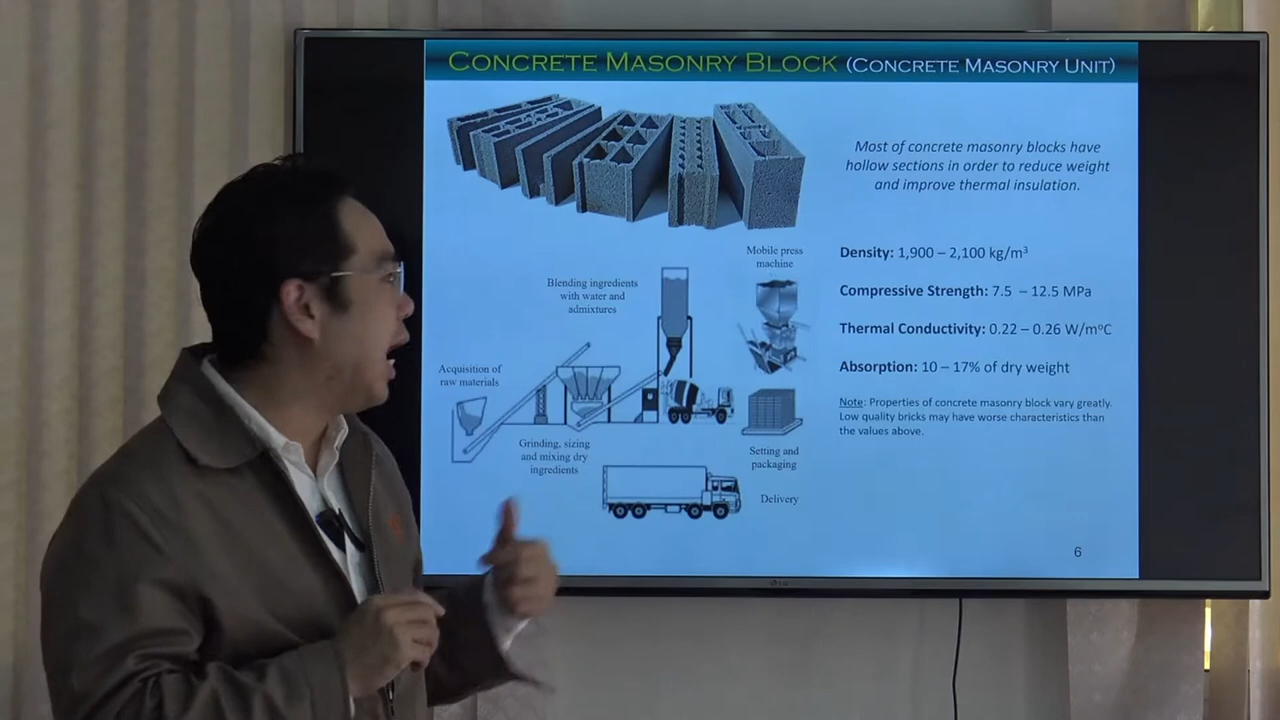 CONCRETE MASONRY BLOCK (CONCRETE MASONRY UNIT)
Most of concrete masonry blocks have
hollow sections in order to reduce weight
and improve thermal insulation.
Mobile press
machine
Density: 1,900 – 2,100 kg/m³
Blending ingredients
with water and
admixtures
Compressive Strength: 7.5 – 12.5 MPa
Thermal Conductivity: 0.22 – 0.26 W/m°C
Acquisition of
raw materials
Absorption: 10 – 17% of dry weight
Note: Properties of concrete masonry block vary greatly.
Low quality bricks may have worse characteristics than
the values above.
Grinding, sizing
and mixing dry
ingredients
Setting and
packaging
Delivery
6
LG